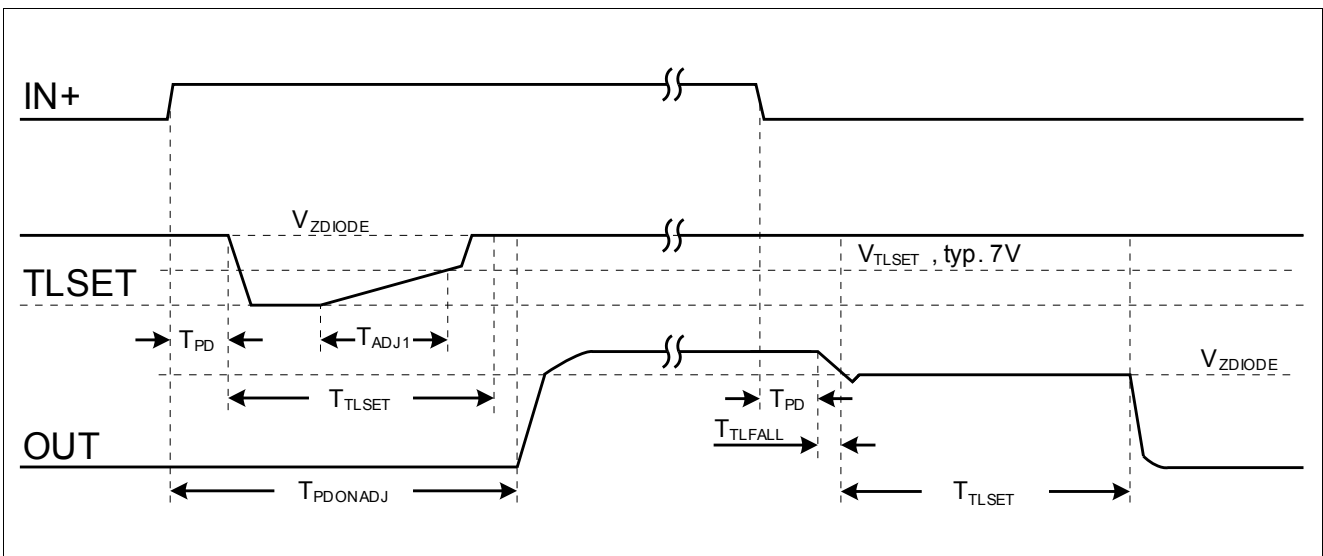 IN+
VZDIODE
VTLSET , typ. 7V
TLSET
TPD
TADJ1
VZDIODE
TTLSET
TPD
TTLFALL
OUT
TPDONADJ
TTLSET